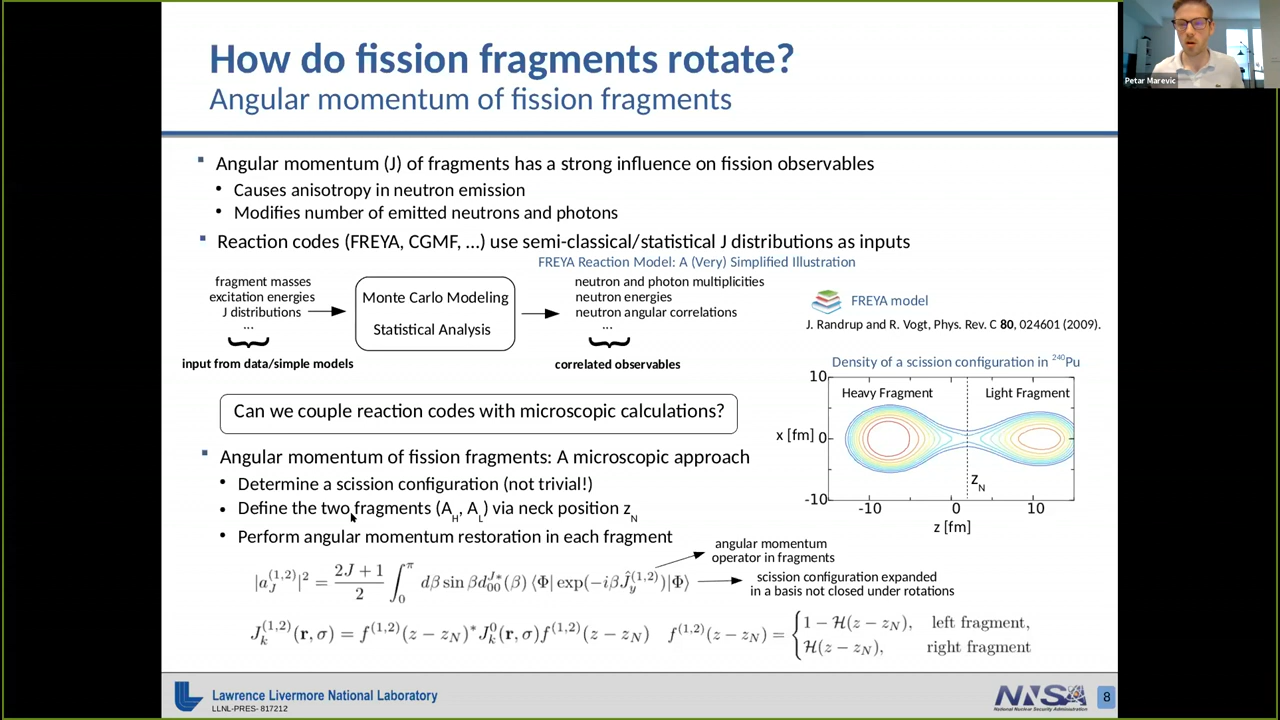 How do fission fragments rotate?
Angular momentum of fission fragments
Petar Marevic
▪ Angular momentum (J) of fragments has a strong influence on fission observables
• Causes anisotropy in neutron emission
• Modifies number of emitted neutrons and photons
▪ Reaction codes (FREYA, CGMF, ...) use semi-classical/statistical J distributions as inputs
FREYA Reaction Model: A (Very) Simplified Illustration
fragment masses
excitation energies
J distributions
...
input from data/simple models
Monte Carlo Modeling
Statistical Analysis
neutron and photon multiplicities
neutron energies
neutron angular correlations
...
correlated observables
FREYA model
J. Randrup and R. Vogt, Phys. Rev. C 80, 024601 (2009).
Density of a scission configuration in ²⁴⁰Pu
10
Heavy Fragment Light Fragment
x [fm] 0
z_N
-10
-10 0 10
z [fm]
Can we couple reaction codes with microscopic calculations?
▪ Angular momentum of fission fragments: A microscopic approach
• Determine a scission configuration (not trivial!)
• Define the two fragments (A_H, A_L) via neck position z_N
• Perform angular momentum restoration in each fragment
angular momentum
operator in fragments
|a_J^{(1,2)}|² = \frac{2J + 1}{2} ∫_0^π dβ sin β d_{00}^{J*}(β) ⟨Φ| exp(−iβĴ_y^{(1,2)})|Φ⟩
scission configuration expanded
in a basis not closed under rotations
J_k^{(1,2)}(r, σ) = f^{(1,2)}(z − z_N)* J_k^0(r, σ) f^{(1,2)}(z − z_N) f^{(1,2)}(z − z_N) = { 1 − H(z − z_N), left fragment,
H(z − z_N), right fragment
Lawrence Livermore National Laboratory
LLNL-PRES- 817212
NNSA
National Nuclear Security Administration
8